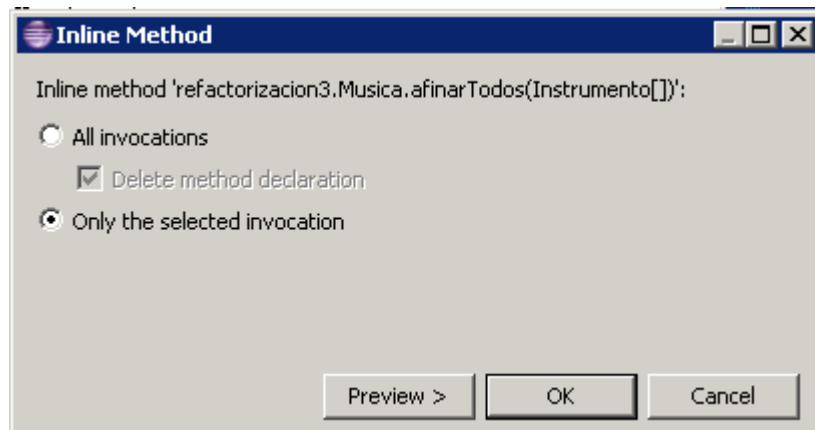 Inline Method
Inline method 'refactorizacion3.Musica.afinarTodos(Instrumento[])':
All invocations
Delete method declaration
Only the selected invocation
Preview > OK Cancel